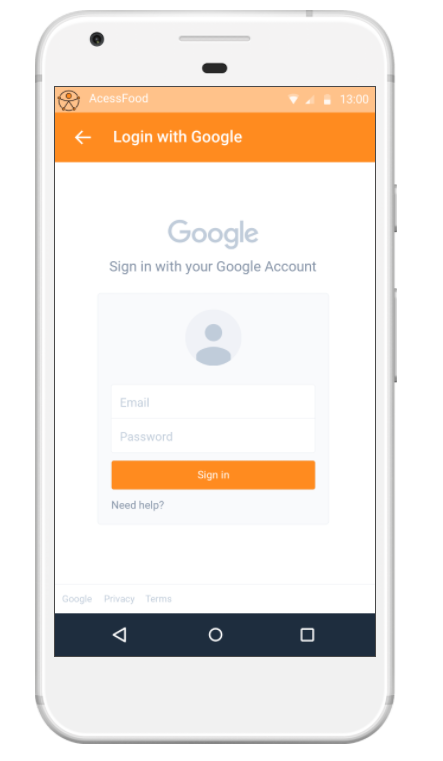 AcessFood 13:00
Login with Google
Google
Sign in with your Google Account
Email
Password
Sign in
Need help?
Google Privacy Terms